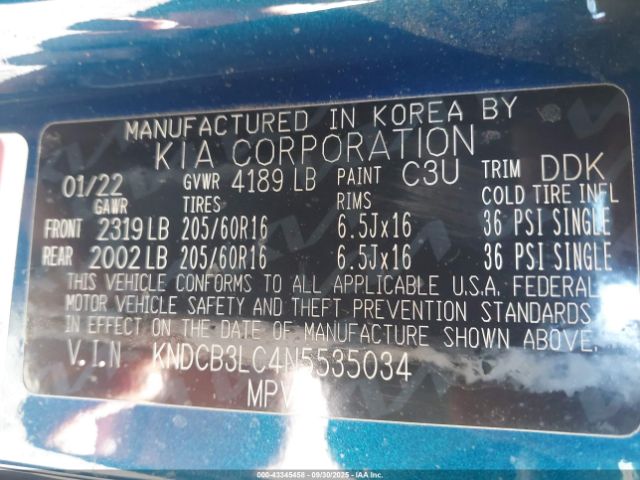 MANUFACTURED IN KOREA BY
KIA CORPORATION
01/22 GVWR 4189 LB PAINT C3U TRIM DDK
GAWR TIRES RIMS COLD TIRE INFL
FRONT 2319 LB 205/60R16 6.5Jx16 36 PSI SINGLE
REAR 2002 LB 205/60R16 6.5Jx16 36 PSI SINGLE
THIS VEHICLE CONFORMS TO ALL APPLICABLE U.S.A. FEDERAL
MOTOR VEHICLE SAFETY AND THEFT PREVENTION STANDARDS
IN EFFECT ON THE DATE OF MANUFACTURE SHOWN ABOVE.
V.I.N. KNDCB3LC4N5535034
MPV
000-43345458 - 09/30/2025 - IAAI.COM